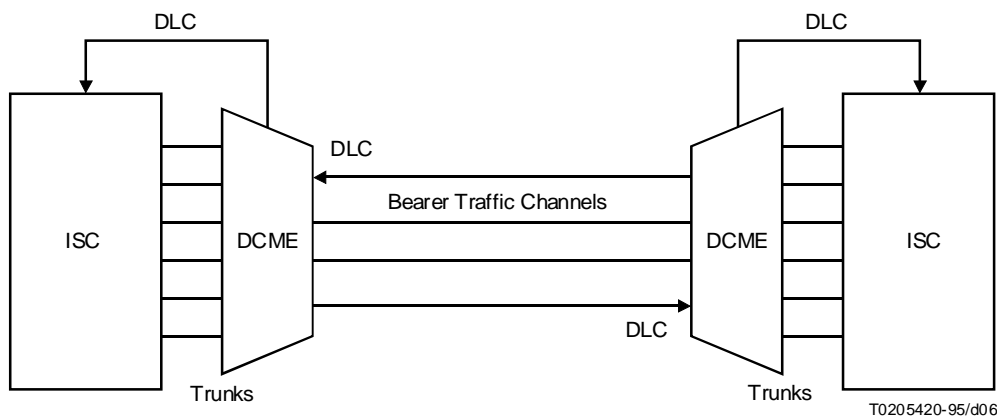 DLC
DLC
DLC
Bearer Traffic Channels
ISC
DCME
DCME
ISC
DLC
Trunks
Trunks
T0205420-95/d06